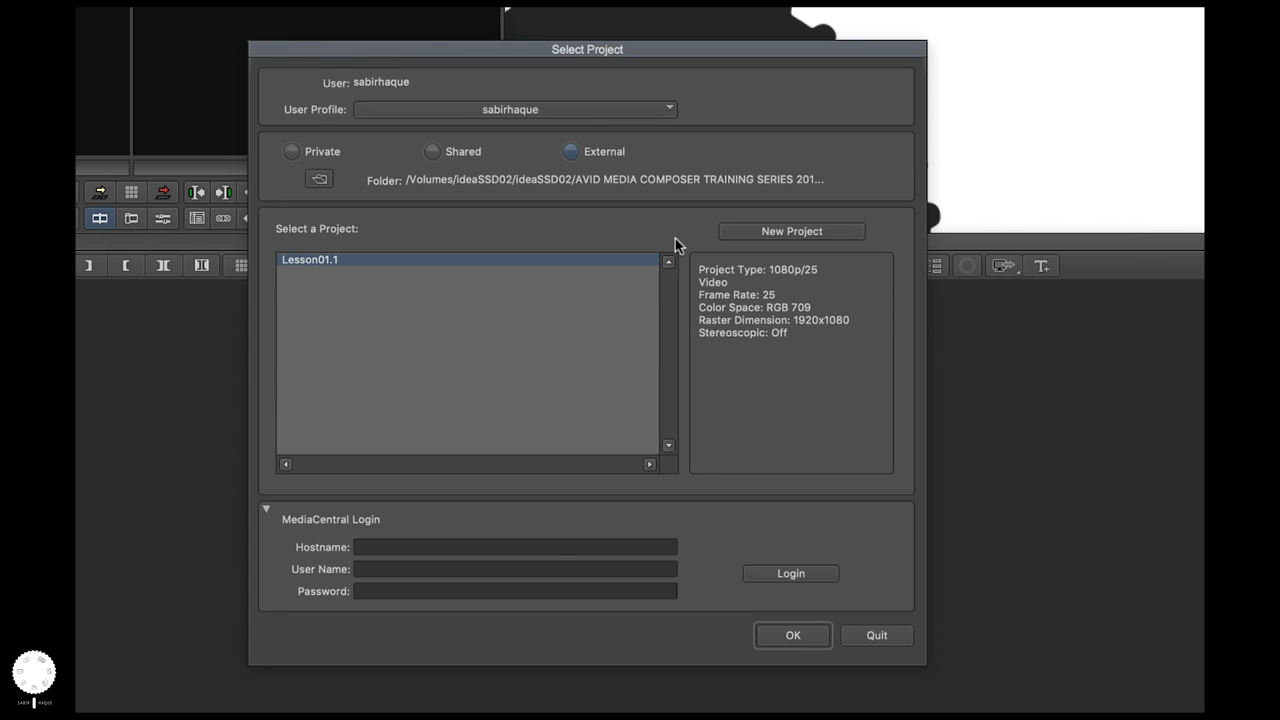 Select Project
User: sabirhaque
User Profile: sabirhaque
Private Shared External
Folder: /Volumes/ideaSSD02/ideaSSD02/AVID MEDIA COMPOSER TRAINING SERIES 201...
Select a Project:
New Project
Lesson01.1
Project Type: 1080p/25
Video
Frame Rate: 25
Color Space: RGB 709
Raster Dimension: 1920x1080
Stereoscopic: Off
MediaCentral Login
Hostname:
User Name:
Password:
Login
OK
Quit
SABIR HAQUE